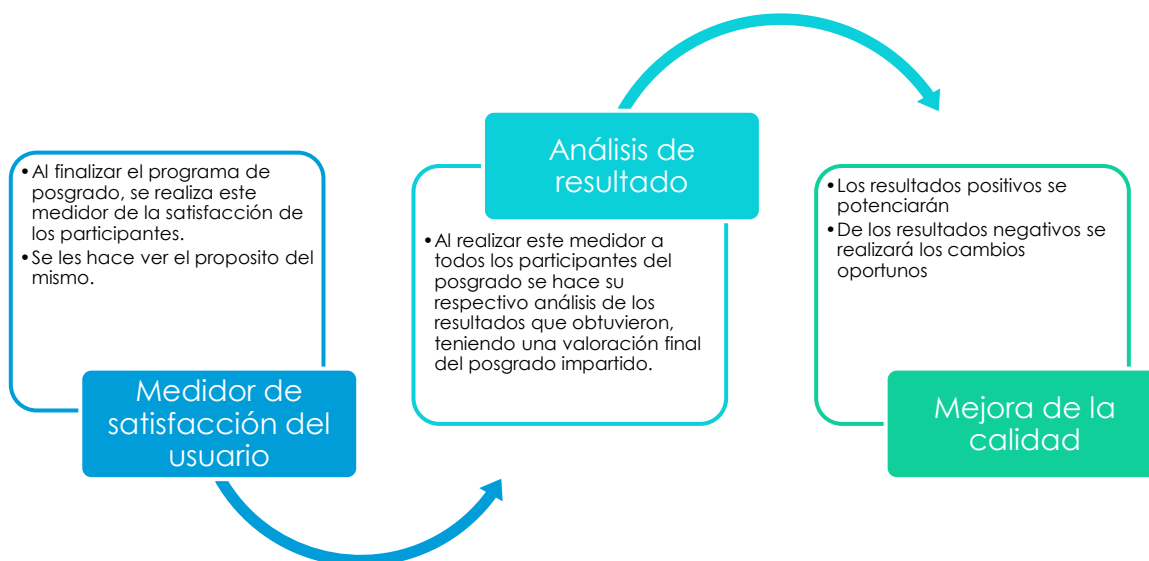 •Al finalizar el programa de
posgrado, se realiza este
medidor de la satisfacción de
los participantes.
•Se les hace ver el proposito del
mismo.
Medidor de
satisfacción del
usuario
Análisis de
resultado
•Al realizar este medidor a
todos los participantes del
posgrado se hace su
respectivo análisis de los
resultados que obtuvieron,
teniendo una valoración final
del posgrado impartido.
•Los resultados positivos se
potenciarán
•De los resultados negativos se
realizará los cambios
oportunos
Mejora de la
calidad